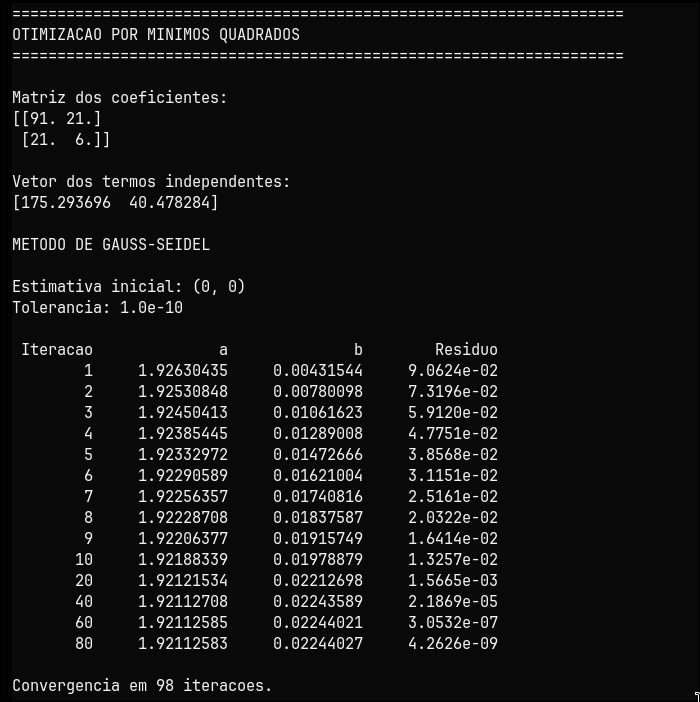 ====================================================================
OTIMIZACAO POR MINIMOS QUADRADOS
====================================================================
Matriz dos coeficientes:
[[91. 21.]
 [21.  6.]]
Vetor dos termos independentes:
[175.293696  40.478284]
METODO DE GAUSS-SEIDEL
Estimativa inicial: (0, 0)
Tolerancia: 1.0e-10
 Iteracao              a              b        Residuo
        1     1.92630435     0.00431544     9.0624e-02
        2     1.92530848     0.00780098     7.3196e-02
        3     1.92450413     0.01061623     5.9120e-02
        4     1.92385445     0.01289008     4.7751e-02
        5     1.92332972     0.01472666     3.8568e-02
        6     1.92290589     0.01621004     3.1151e-02
        7     1.92256357     0.01740816     2.5161e-02
        8     1.92228708     0.01837587     2.0322e-02
        9     1.92206377     0.01915749     1.6414e-02
       10     1.92188339     0.01978879     1.3257e-02
       20     1.92121534     0.02212698     1.5665e-03
       40     1.92112708     0.02243589     2.1869e-05
       60     1.92112585     0.02244021     3.0532e-07
       80     1.92112583     0.02244027     4.2626e-09
Convergencia em 98 iteracoes.